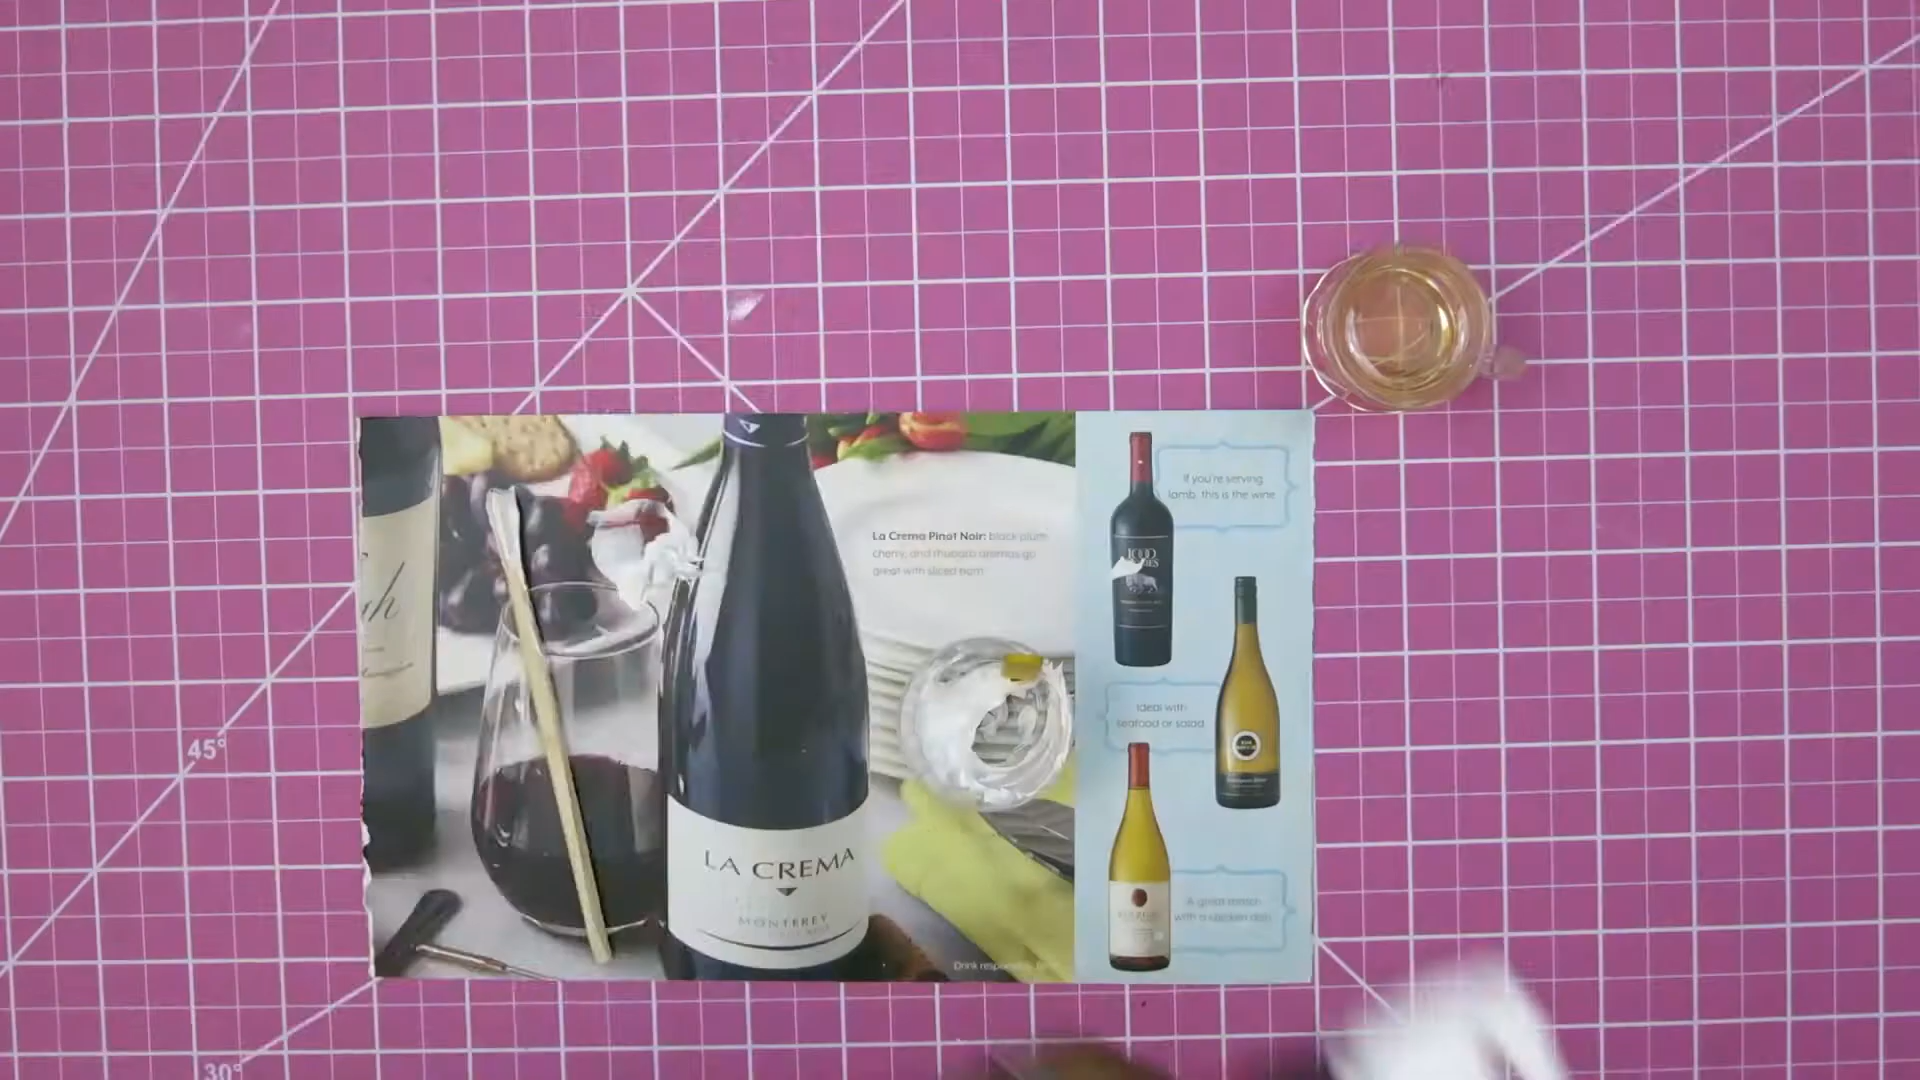 La Crema Pinot Noir: black plum,
cherry, and rhubarb aromas go
great with sliced ham.
LA CREMA
MONTEREY
Drink
If you're serving
lamb, this is the wine
1000
Ideal with
seafood or salad
A great match
with a chicken dish
45°
30°